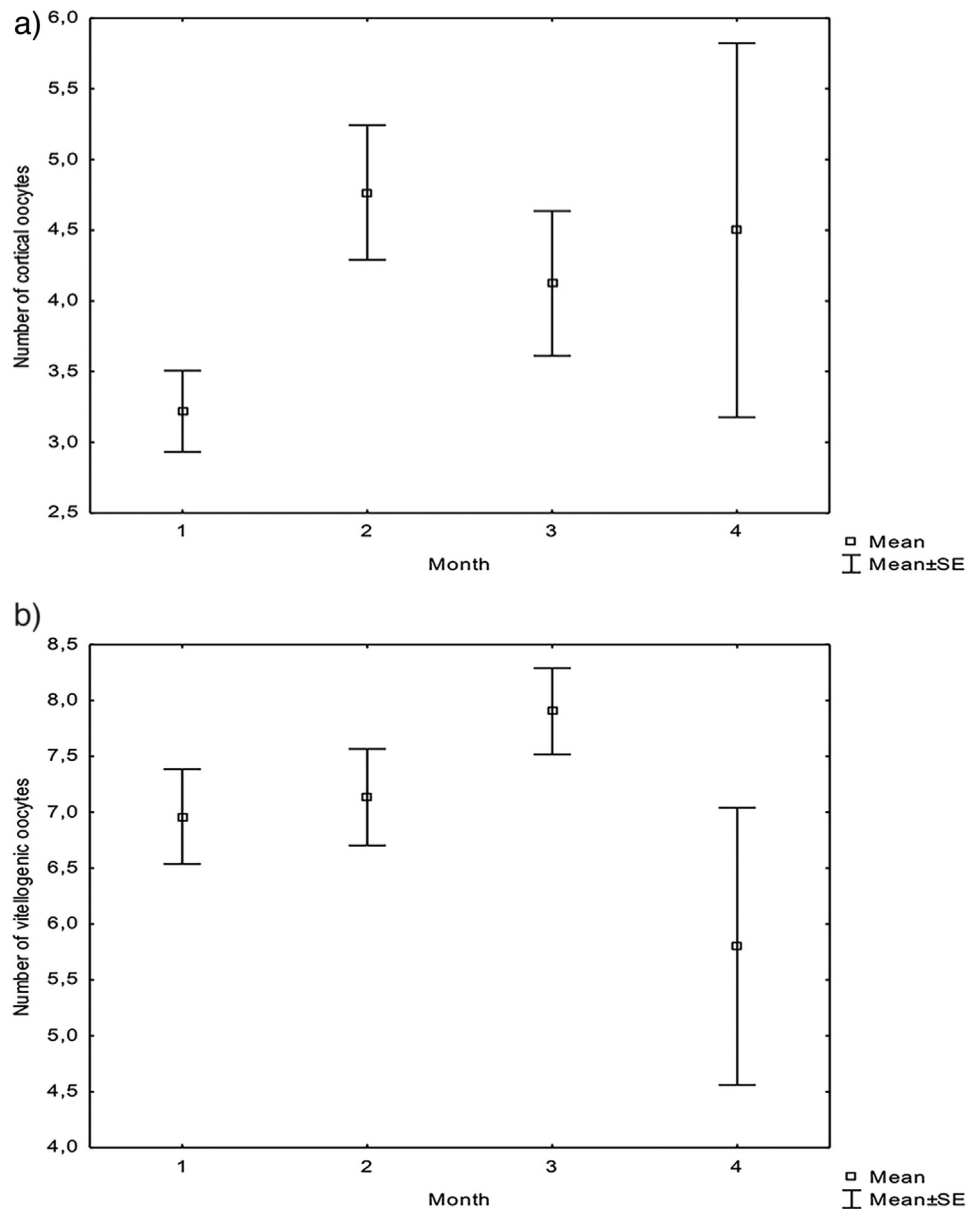 a)
Number of cortical oocytes
6,0
5,5
5,0
4,5
4,0
3,5
3,0
2,5
1 2 3 4
Month
Mean
Mean±SE
b)
Number of vitellogenic oocytes
8,5
8,0
7,5
7,0
6,5
6,0
5,5
5,0
4,5
4,0
1 2 3 4
Month
Mean
Mean±SE